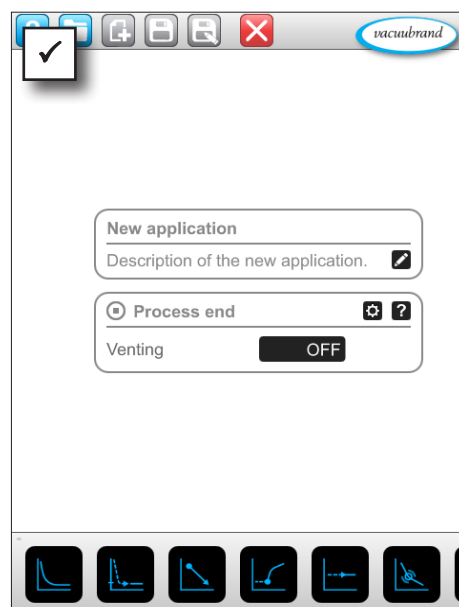 vacuubrand
New application
Description of the new application.
Process end
?
Venting
OFF